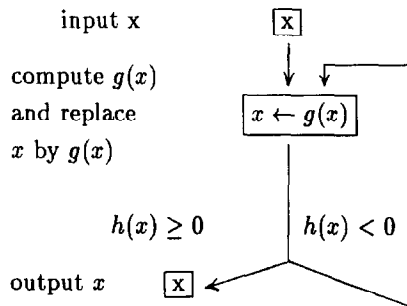 input x x
compute g(x)
and replace x ← g(x)
x by g(x)
h(x) ≥ 0 h(x) < 0
output x x